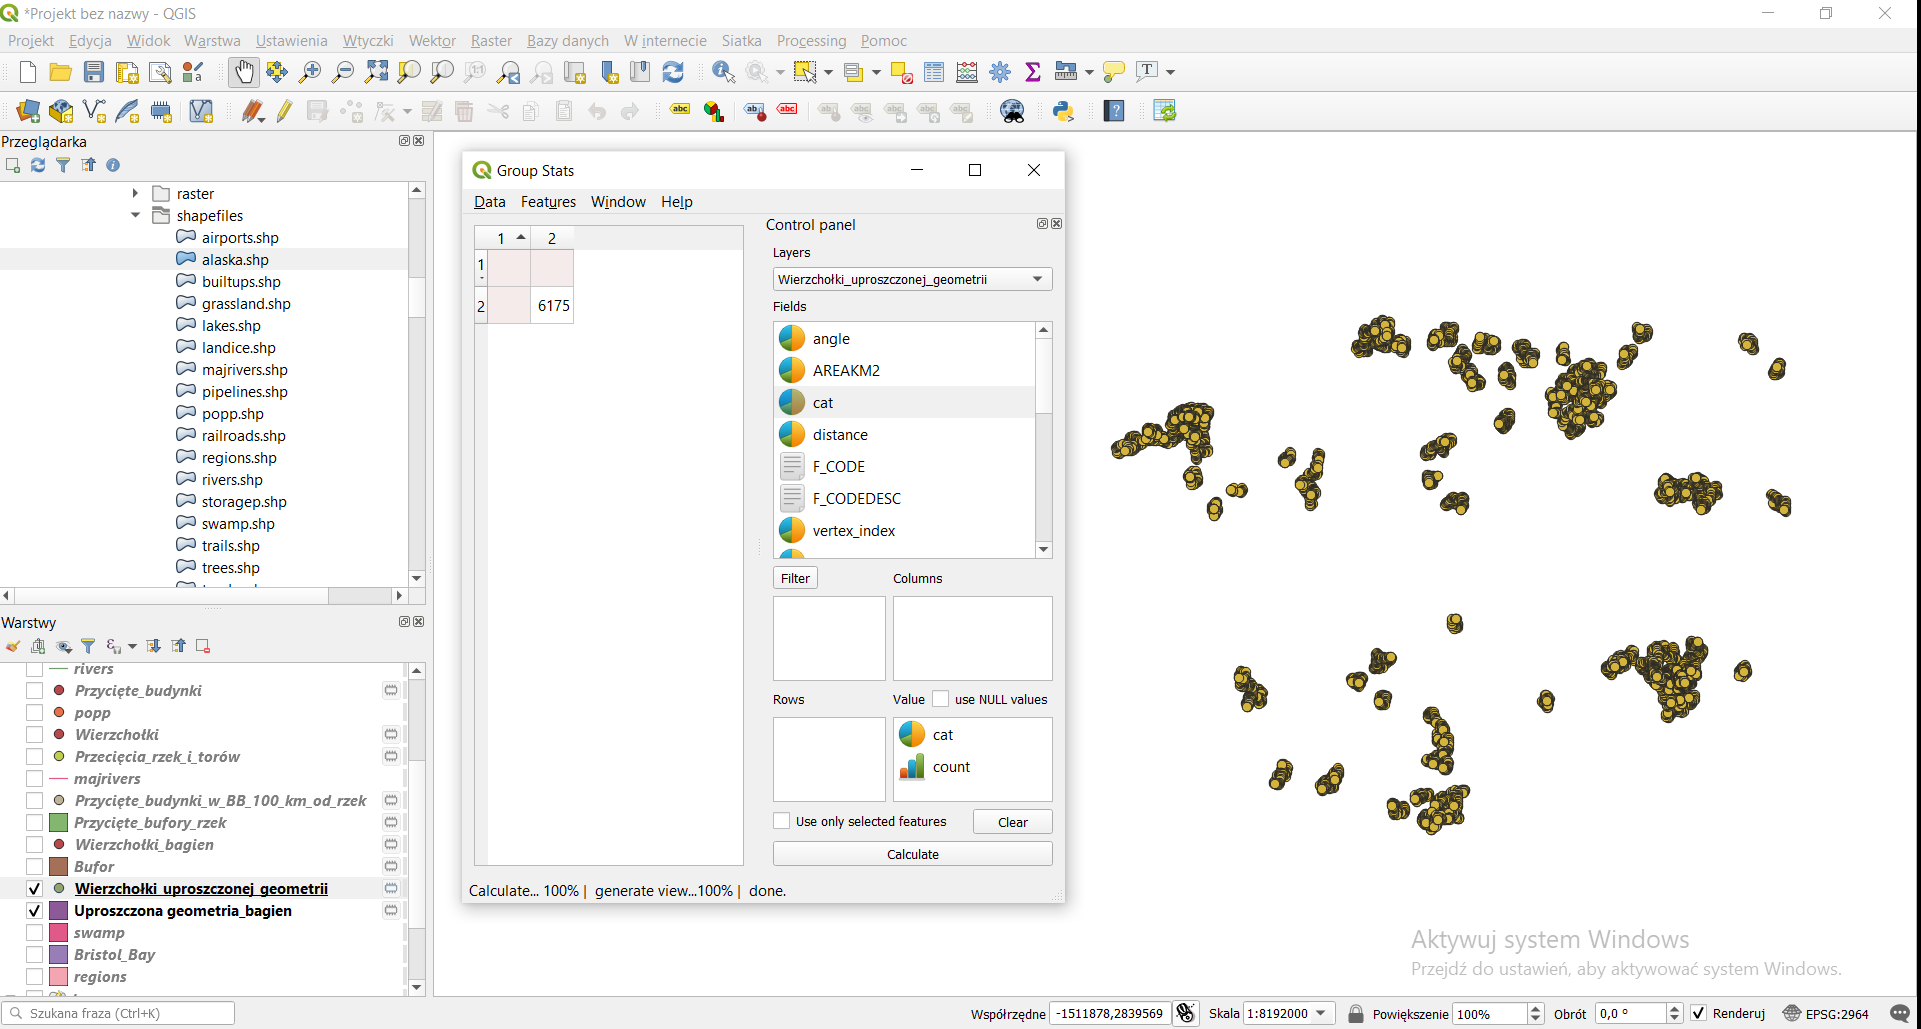 *Projekt bez nazwy - QGIS
Projekt Edycja Widok Warstwa Ustawienia Wtyczki Wektor Raster Bazy danych W internecie Siatka Processing Pomoc
Przeglądarka
raster
shapefiles
airports.shp
alaska.shp
builtups.shp
grassland.shp
lakes.shp
landice.shp
majrivers.shp
pipelines.shp
popp.shp
railroads.shp
regions.shp
rivers.shp
storagep.shp
swamp.shp
trails.shp
trees.shp
Warstwy
rivers
Przycięte_budynki
popp
Wierzchołki
Przecięcia_rzek_i_torów
majrivers
Przycięte_budynki_w_BB_100_km_od_rzek
Przycięte_bufory_rzek
Wierzchołki_bagien
Bufor
Wierzchołki_uproszczonej_geometrii
Uproszczona geometria_bagien
swamp
Bristol_Bay
regions
Group Stats
Data Features Window Help
1 2
1
2 6175
Control panel
Layers
Wierzchołki_uproszczonej_geometrii
Fields
angle
AREAKM2
cat
distance
F_CODE
F_CODEDESC
vertex_index
Filter Columns
Rows Value use NULL values
cat
count
Use only selected features Clear
Calculate
Calculate... 100% | generate view...100% | done.
Aktywuj system Windows
Przejdź do ustawień, aby aktywować system Windows.
Szukana fraza (Ctrl+K) Współrzędne -1511878,2839569 Skala 1:8192000 Powiększenie 100% Obrót 0,0 ° Renderuj EPSG:2964